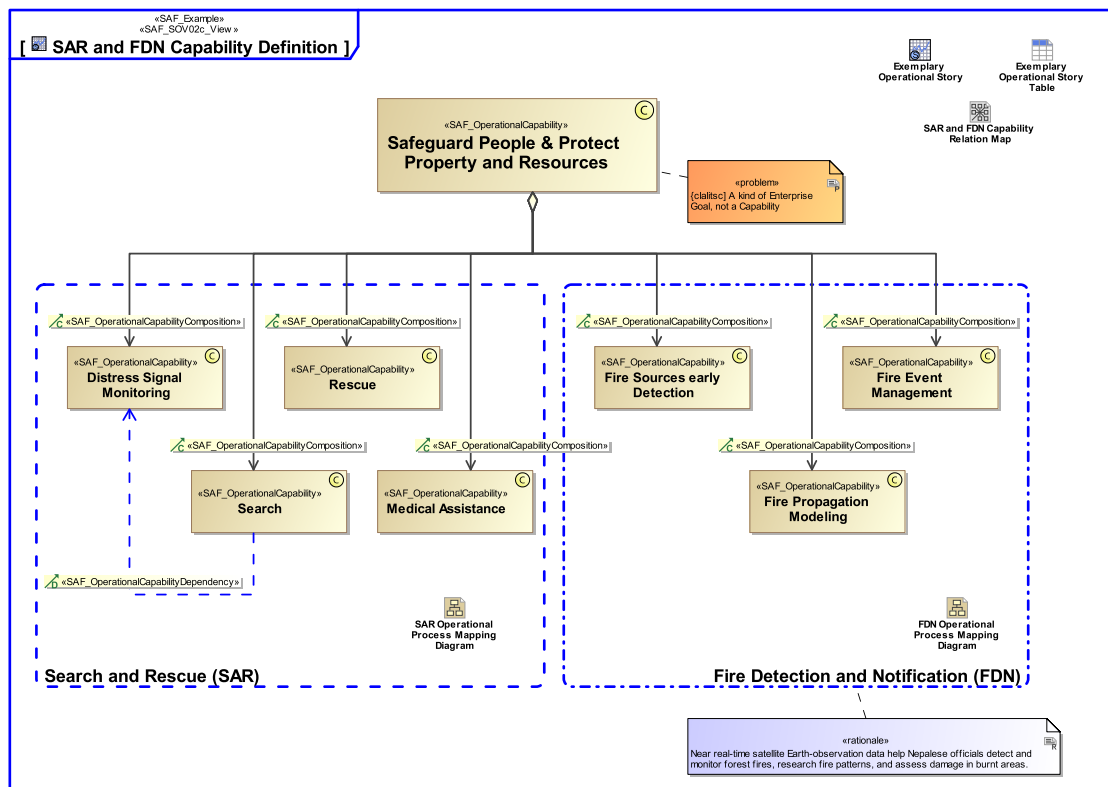 «SAF_Example»
«SAF_SOV02c_View »
[ SAR and FDN Capability Definition ]
Exemplary
Operational Story
Exemplary
Operational Story
Table
SAR and FDN Capability
Relation Map
«SAF_OperationalCapability»
Safeguard People & Protect
Property and Resources
C
«problem»
{clalitsc] A kind of Enterprise
Goal, not a Capability
P
C «SAF_OperationalCapabilityComposition»
C «SAF_OperationalCapabilityComposition»
C «SAF_OperationalCapabilityComposition»
C «SAF_OperationalCapabilityComposition»
«SAF_OperationalCapability»
Distress Signal
Monitoring
C
«SAF_OperationalCapability»
Rescue
C
«SAF_OperationalCapability»
Fire Sources early
Detection
C
«SAF_OperationalCapability»
Fire Event
Management
C
C «SAF_OperationalCapabilityComposition»
C «SAF_OperationalCapabilityComposition»
C «SAF_OperationalCapabilityComposition»
«SAF_OperationalCapability»
Search
C
«SAF_OperationalCapability»
Medical Assistance
C
«SAF_OperationalCapability»
Fire Propagation
Modeling
C
D «SAF_OperationalCapabilityDependency»
SAR Operational
Process Mapping
Diagram
FDN Operational
Process Mapping
Diagram
Search and Rescue (SAR)
Fire Detection and Notification (FDN)
«rationale»
Near real-time satellite Earth-observation data help Nepalese officials detect and
monitor forest fires, research fire patterns, and assess damage in burnt areas.
R